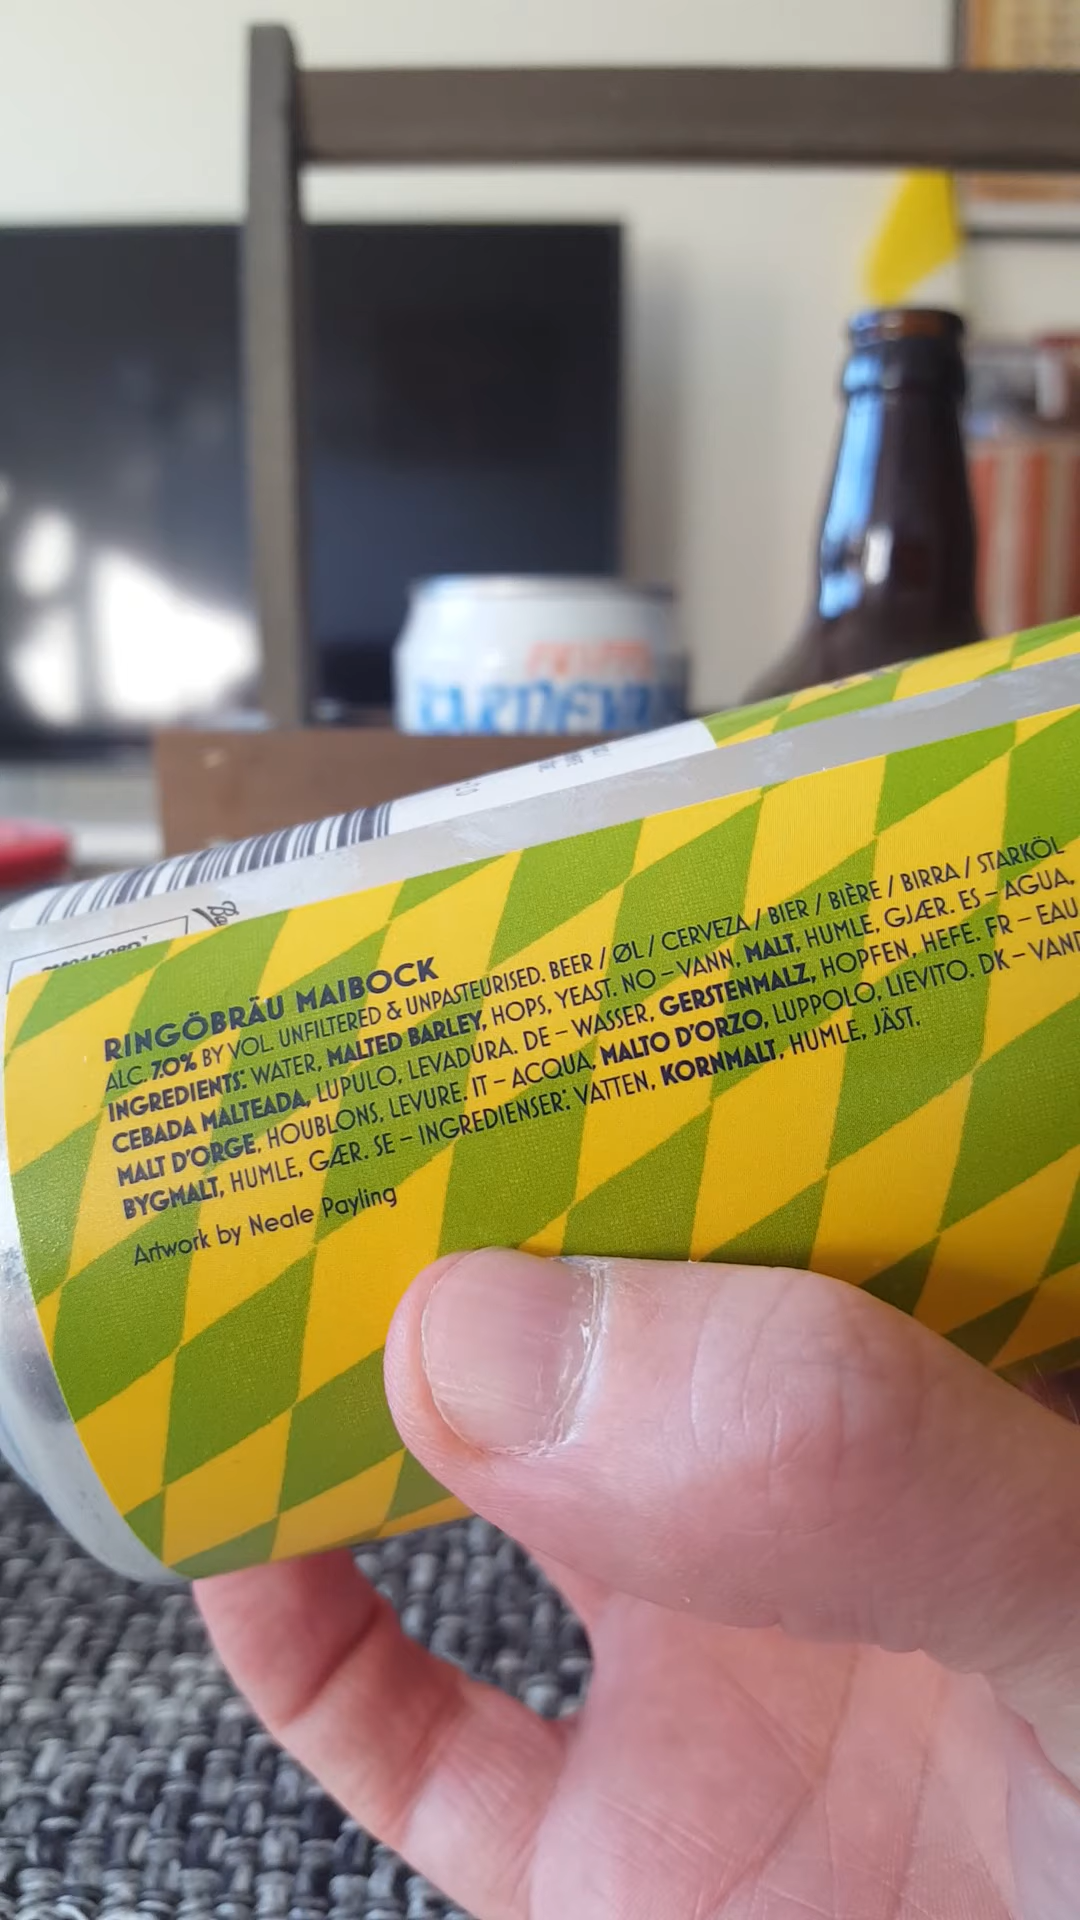 RINGÖBRÄU MAIBOCK
ALC. 7.0% BY VOL. UNFILTERED & UNPASTEURISED. BEER / ØL / CERVEZA / BIER / BIÈRE / BIRRA / STARKÖL
INGREDIENTS: WATER, MALTED BARLEY, HOPS, YEAST. NO – VANN, MALT, HUMLE, GJÆR. ES – AGUA,
CEBADA MALTEADA, LUPULO, LEVADURA. DE – WASSER, GERSTENMALZ, HOPFEN, HEFE. FR – EAU
MALT D'ORGE, HOUBLONS, LEVURE. IT – ACQUA, MALTO D'ORZO, LUPPOLO, LIEVITO. DK – VAND
BYGMALT, HUMLE, GÆR. SE – INGREDIENSER: VATTEN, KORNMALT, HUMLE, JÄST.
Artwork by Neale Payling